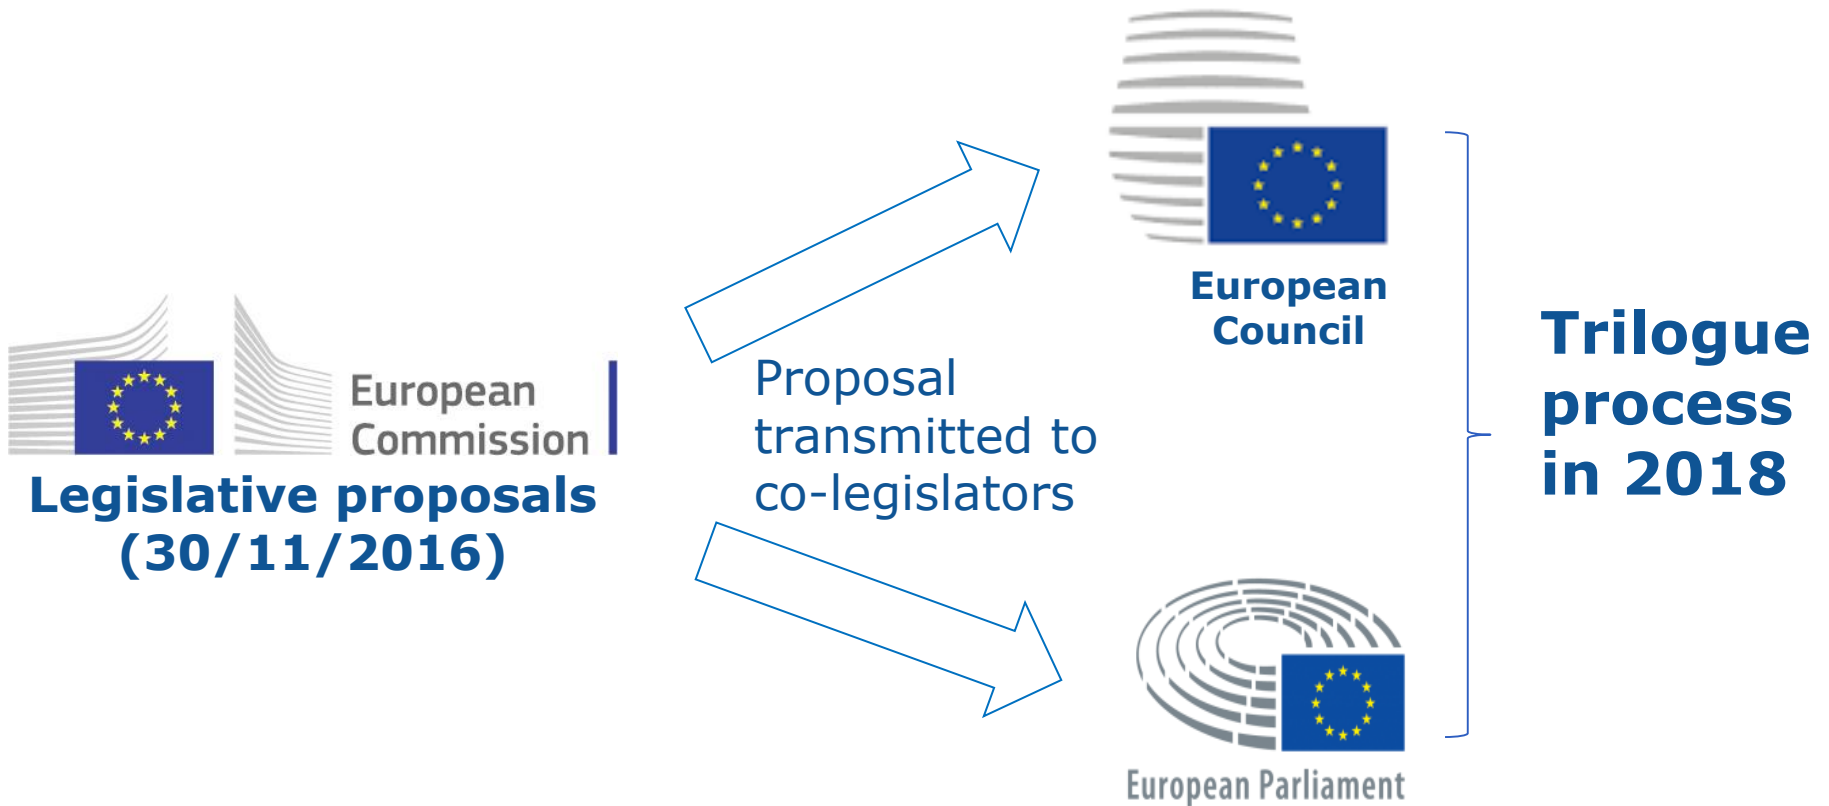 European
Commission
Legislative proposals
(30/11/2016)
Proposal
transmitted to
co-legislators
European
Council
European Parliament
Trilogue
process
in 2018